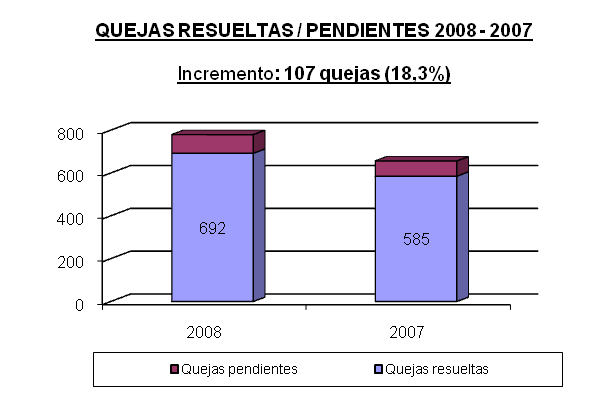 QUEJAS RESUELTAS / PENDIENTES 2008 - 2007
Incremento: 107 quejas (18,3%)
800
600
400
200
0
692
585
2008
2007
Quejas pendientes
Quejas resueltas